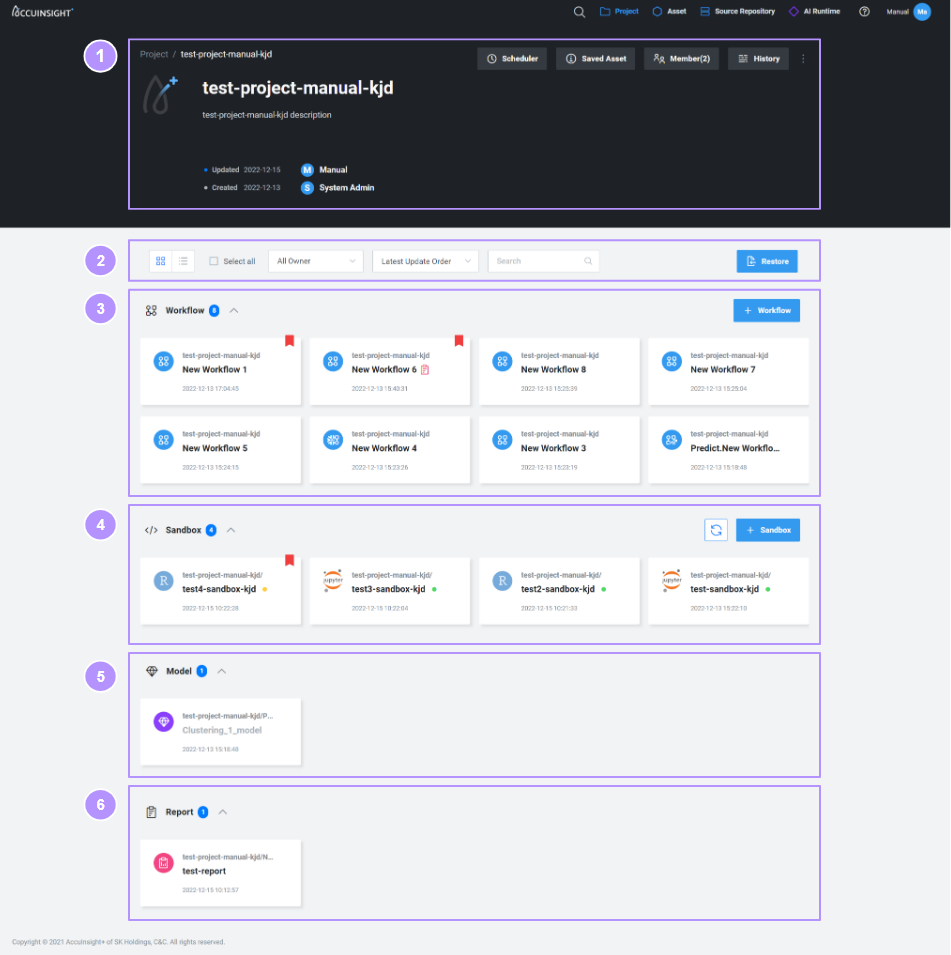 ACCUINSIGHT+
Project
Asset
Source Repository
AI Runtime
Manual
Ma
1
Project / test-project-manual-kjd
Scheduler
Saved Asset
Member(2)
History
test-project-manual-kjd
test-project-manual-kjd description
Updated 2022-12-15 M Manual
Created 2022-12-13 S System Admin
2
Select all
All Owner
Latest Update Order
Search
Restore
3
Workflow 8
+ Workflow
test-project-manual-kjd
New Workflow 1
2022-12-13 17:04:45
test-project-manual-kjd
New Workflow 6
2022-12-13 15:43:31
test-project-manual-kjd
New Workflow 8
2022-12-13 15:25:39
test-project-manual-kjd
New Workflow 7
2022-12-13 15:25:04
test-project-manual-kjd
New Workflow 5
2022-12-13 15:24:15
test-project-manual-kjd
New Workflow 4
2022-12-13 15:23:26
test-project-manual-kjd
New Workflow 3
2022-12-13 15:23:19
test-project-manual-kjd
Predict.New Workflo...
2022-12-13 15:18:48
4
</> Sandbox 4
+ Sandbox
R
test-project-manual-kjd/
test4-sandbox-kjd
2022-12-15 10:22:28
jupyter
test-project-manual-kjd/
test3-sandbox-kjd
2022-12-15 10:22:04
R
test-project-manual-kjd/
test2-sandbox-kjd
2022-12-15 10:21:33
jupyter
test-project-manual-kjd/
test-sandbox-kjd
2022-12-13 15:22:10
5
Model 1
test-project-manual-kjd/P...
Clustering_1_model
2022-12-13 15:18:48
6
Report 1
test-project-manual-kjd/N...
test-report
2022-12-15 10:12:57
Copyright © 2021 Accuinsight+ of SK Holdings, C&C. All rights reserved.